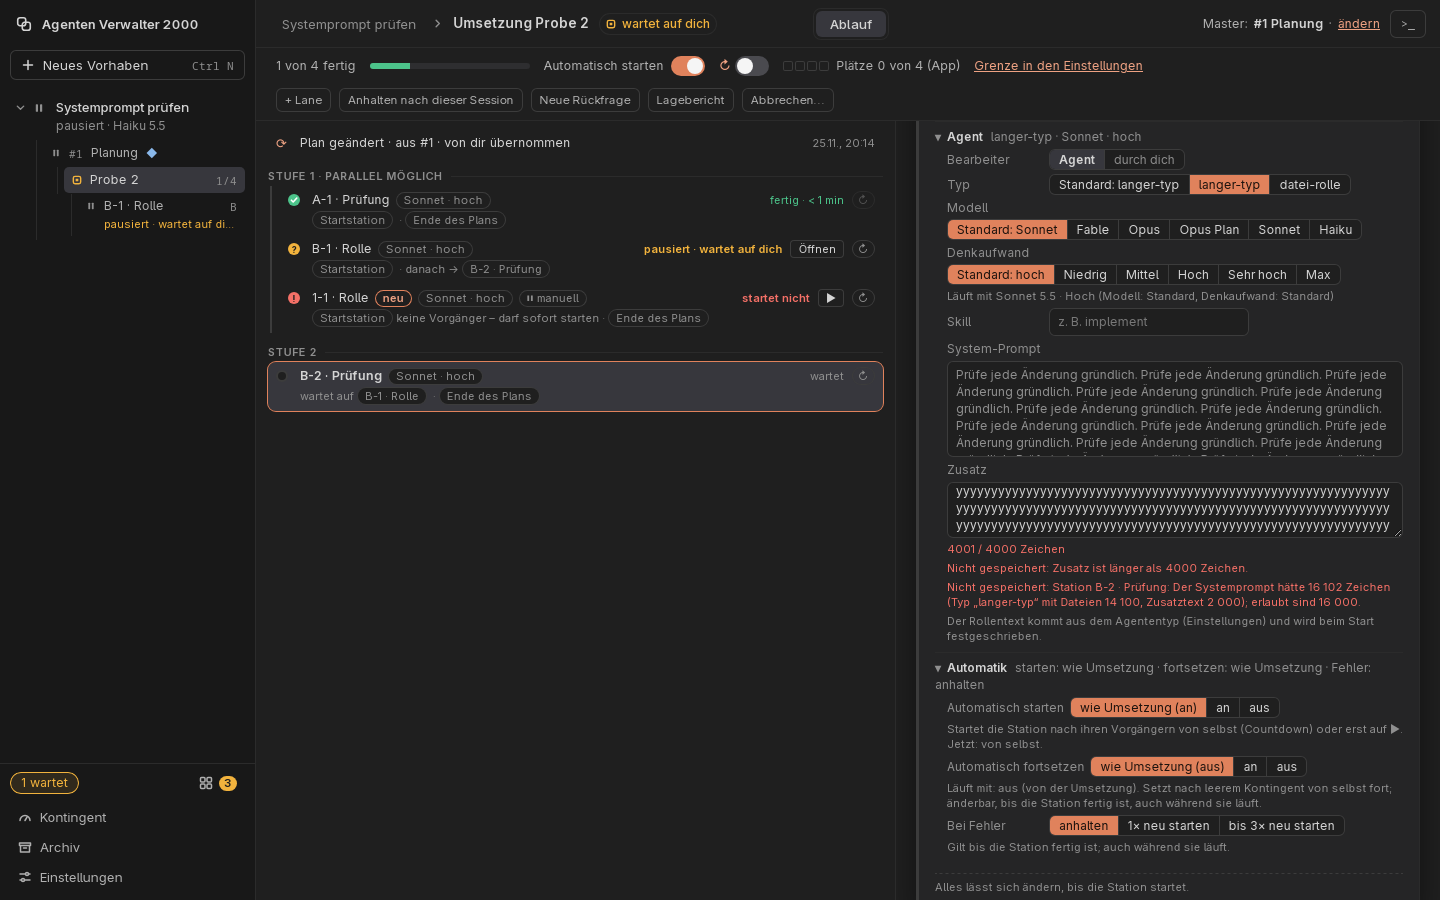 Agenten Verwalter 2000
Neues Vorhaben Ctrl N
Systemprompt prüfen
pausiert · Haiku 5.5
#1 Planung
Probe 2 1/4
B-1 · Rolle B
pausiert · wartet auf di…
1 wartet 3
Kontingent
Archiv
Einstellungen
Systemprompt prüfen Umsetzung Probe 2 wartet auf dich Ablauf Master: #1 Planung · ändern >_
1 von 4 fertig Automatisch starten Plätze 0 von 4 (App) Grenze in den Einstellungen
+ Lane Anhalten nach dieser Session Neue Rückfrage Lagebericht Abbrechen…
Plan geändert · aus #1 · von dir übernommen 25.11., 20:14
STUFE 1 · PARALLEL MÖGLICH
A-1 · Prüfung Sonnet · hoch fertig · < 1 min
Startstation · Ende des Plans
B-1 · Rolle Sonnet · hoch pausiert · wartet auf dich Öffnen
Startstation · danach → B-2 · Prüfung
1-1 · Rolle neu Sonnet · hoch manuell startet nicht
Startstation keine Vorgänger – darf sofort starten · Ende des Plans
STUFE 2
B-2 · Prüfung Sonnet · hoch wartet
wartet auf B-1 · Rolle · Ende des Plans
Agent langer-typ · Sonnet · hoch
Bearbeiter Agent durch dich
Typ Standard: langer-typ langer-typ datei-rolle
Modell
Standard: Sonnet Fable Opus Opus Plan Sonnet Haiku
Denkaufwand
Standard: hoch Niedrig Mittel Hoch Sehr hoch Max
Läuft mit Sonnet 5.5 · Hoch (Modell: Standard, Denkaufwand: Standard)
Skill z. B. implement
System-Prompt
Prüfe jede Änderung gründlich. Prüfe jede Änderung gründlich. Prüfe jede
Änderung gründlich. Prüfe jede Änderung gründlich. Prüfe jede Änderung
gründlich. Prüfe jede Änderung gründlich. Prüfe jede Änderung gründlich.
Prüfe jede Änderung gründlich. Prüfe jede Änderung gründlich. Prüfe jede
Änderung gründlich. Prüfe jede Änderung gründlich. Prüfe jede Änderung
Zusatz
yyyyyyyyyyyyyyyyyyyyyyyyyyyyyyyyyyyyyyyyyyyyyyyyyyyyyyyyyyyyyy
yyyyyyyyyyyyyyyyyyyyyyyyyyyyyyyyyyyyyyyyyyyyyyyyyyyyyyyyyyyyyy
yyyyyyyyyyyyyyyyyyyyyyyyyyyyyyyyyyyyyyyyyyyyyyyyyyyyyyyyyyyyyy
4001 / 4000 Zeichen
Nicht gespeichert: Zusatz ist länger als 4000 Zeichen.
Nicht gespeichert: Station B-2 · Prüfung: Der Systemprompt hätte 16 102 Zeichen
(Typ „langer-typ“ mit Dateien 14 100, Zusatztext 2 000); erlaubt sind 16 000.
Der Rollentext kommt aus dem Agententyp (Einstellungen) und wird beim Start
festgeschrieben.
Automatik starten: wie Umsetzung · fortsetzen: wie Umsetzung · Fehler:
anhalten
Automatisch starten wie Umsetzung (an) an aus
Startet die Station nach ihren Vorgängern von selbst (Countdown) oder erst auf ▶.
Jetzt: von selbst.
Automatisch fortsetzen wie Umsetzung (aus) an aus
Läuft mit: aus (von der Umsetzung). Setzt nach leerem Kontingent von selbst fort;
änderbar, bis die Station fertig ist, auch während sie läuft.
Bei Fehler anhalten 1× neu starten bis 3× neu starten
Gilt bis die Station fertig ist; auch während sie läuft.
Alles lässt sich ändern, bis die Station startet.